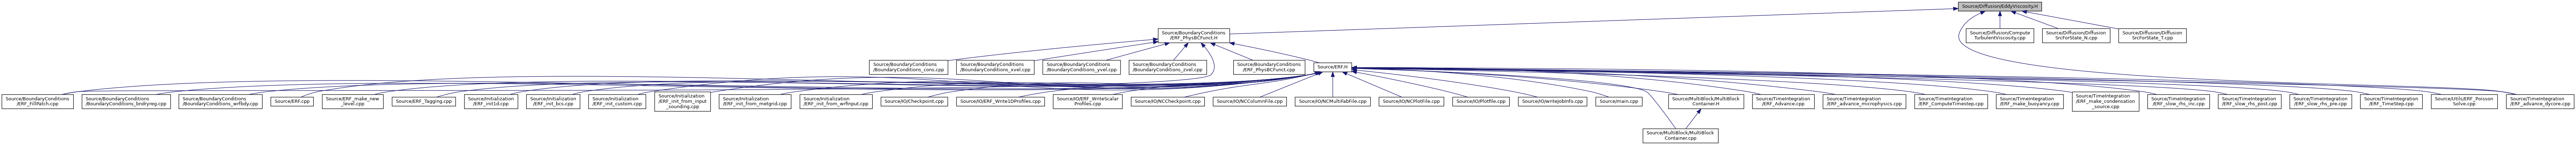 Source/Diffusion/EddyViscosity.H
Source/BoundaryConditions
/ERF_PhysBCFunct.H
Source/Diffusion/Compute
TurbulentViscosity.cpp
Source/Diffusion/Diffusion
SrcForState_N.cpp
Source/Diffusion/Diffusion
SrcForState_T.cpp
Source/BoundaryConditions
/BoundaryConditions_cons.cpp
Source/BoundaryConditions
/BoundaryConditions_xvel.cpp
Source/BoundaryConditions
/BoundaryConditions_yvel.cpp
Source/BoundaryConditions
/BoundaryConditions_zvel.cpp
Source/BoundaryConditions
/ERF_PhysBCFunct.cpp
Source/ERF.H
Source/BoundaryConditions
/ERF_FillPatch.cpp
Source/BoundaryConditions
/BoundaryConditions_bndryreg.cpp
Source/BoundaryConditions
/BoundaryConditions_wrfbdy.cpp
Source/ERF.cpp
Source/ERF_make_new
_level.cpp
Source/ERF_Tagging.cpp
Source/Initialization
/ERF_init1d.cpp
Source/Initialization
/ERF_init_bcs.cpp
Source/Initialization
/ERF_init_custom.cpp
Source/Initialization
/ERF_init_from_input
_sounding.cpp
Source/Initialization
/ERF_init_from_metgrid.cpp
Source/Initialization
/ERF_init_from_wrfinput.cpp
Source/IO/Checkpoint.cpp
Source/IO/ERF_Write1DProfiles.cpp
Source/IO/ERF_WriteScalar
Profiles.cpp
Source/IO/NCCheckpoint.cpp
Source/IO/NCColumnFile.cpp
Source/IO/NCMultiFabFile.cpp
Source/IO/NCPlotFile.cpp
Source/IO/Plotfile.cpp
Source/IO/writeJobInfo.cpp
Source/main.cpp
Source/MultiBlock/MultiBlock
Container.H
Source/TimeIntegration
/ERF_Advance.cpp
Source/TimeIntegration
/ERF_advance_microphysics.cpp
Source/TimeIntegration
/ERF_ComputeTimestep.cpp
Source/TimeIntegration
/ERF_make_buoyancy.cpp
Source/TimeIntegration
/ERF_make_condensation
_source.cpp
Source/TimeIntegration
/ERF_slow_rhs_inc.cpp
Source/TimeIntegration
/ERF_slow_rhs_post.cpp
Source/TimeIntegration
/ERF_slow_rhs_pre.cpp
Source/TimeIntegration
/ERF_TimeStep.cpp
Source/Utils/ERF_Poisson
Solve.cpp
Source/TimeIntegration
/ERF_advance_dycore.cpp
Source/MultiBlock/MultiBlock
Container.cpp